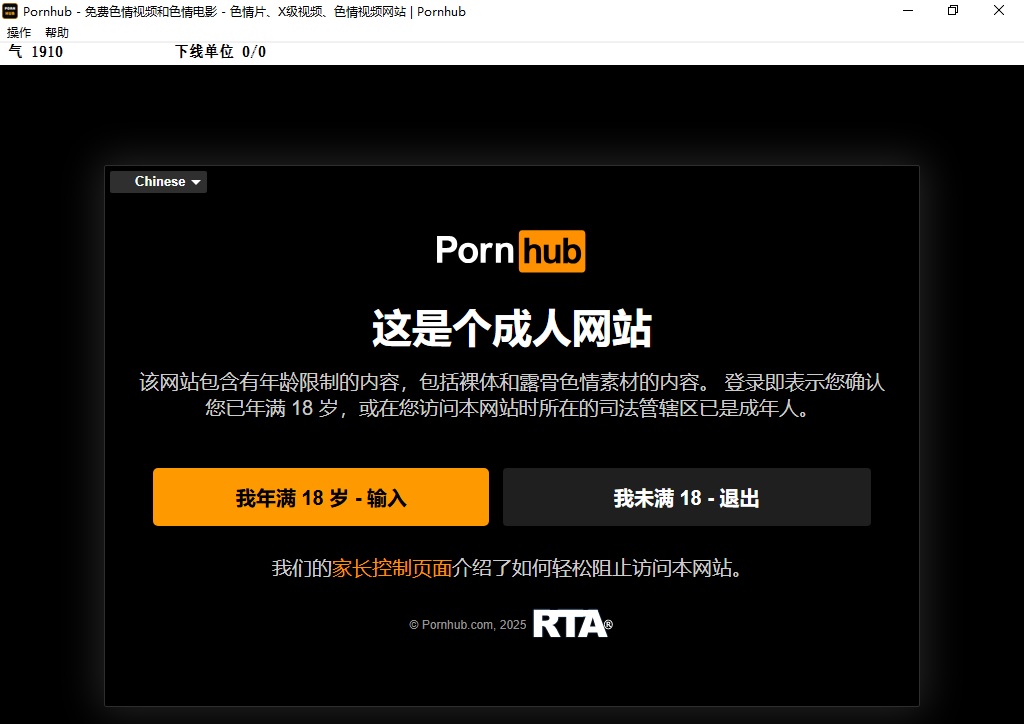 Pornhub - 免费色情视频和色情电影 - 色情片、X级视频、色情视频网站 | Pornhub
操作 帮助
气 1910 下线单位 0/0
Chinese
Porn hub
这是个成人网站
该网站包含有年龄限制的内容，包括裸体和露骨色情素材的内容。 登录即表示您确认
您已年满 18 岁，或在您访问本网站时所在的司法管辖区已是成年人。
我年满 18 岁 - 输入 我未满 18 - 退出
我们的家长控制页面介绍了如何轻松阻止访问本网站。
© Pornhub.com, 2025 RTA®